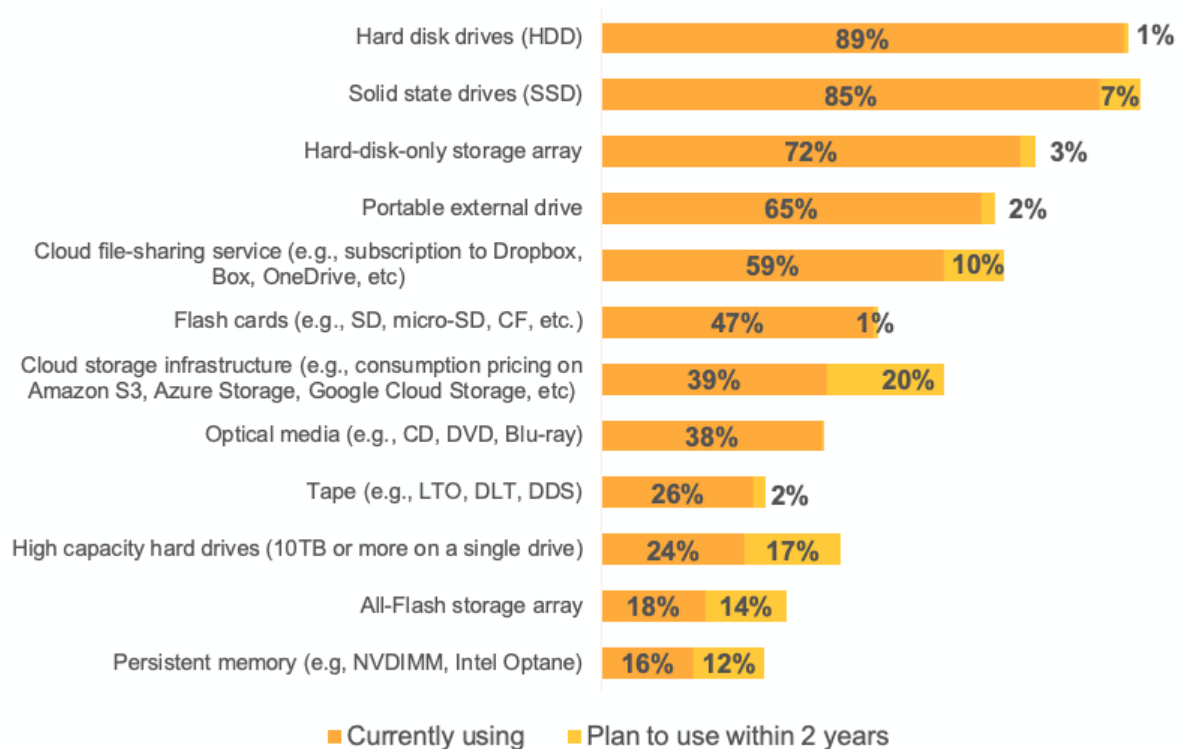 Hard disk drives (HDD) 89% 1%
Solid state drives (SSD) 85% 7%
Hard-disk-only storage array 72% 3%
Portable external drive 65% 2%
Cloud file-sharing service (e.g., subscription to Dropbox,
Box, OneDrive, etc) 59% 10%
Flash cards (e.g., SD, micro-SD, CF, etc.) 47% 1%
Cloud storage infrastructure (e.g., consumption pricing on
Amazon S3, Azure Storage, Google Cloud Storage, etc) 39% 20%
Optical media (e.g., CD, DVD, Blu-ray) 38%
Tape (e.g., LTO, DLT, DDS) 26% 2%
High capacity hard drives (10TB or more on a single drive) 24% 17%
All-Flash storage array 18% 14%
Persistent memory (e.g, NVDIMM, Intel Optane) 16% 12%
Currently using Plan to use within 2 years